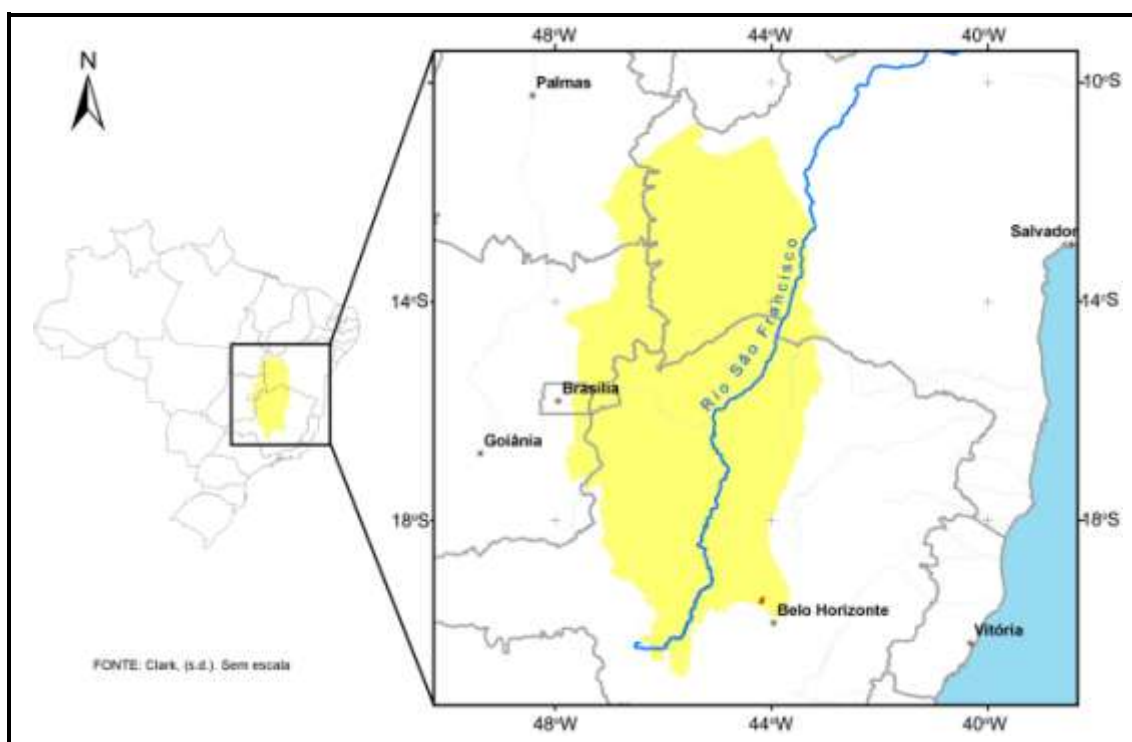 N
48°W 44°W 40°W
Palmas
10°S
Salvador
Rio São Francisco
14°S 14°S
Brasília
Goiânia
18°S 18°S
Belo Horizonte
Vitória
FONTE: Clark, (s.d.). Sem escala
48°W 44°W 40°W